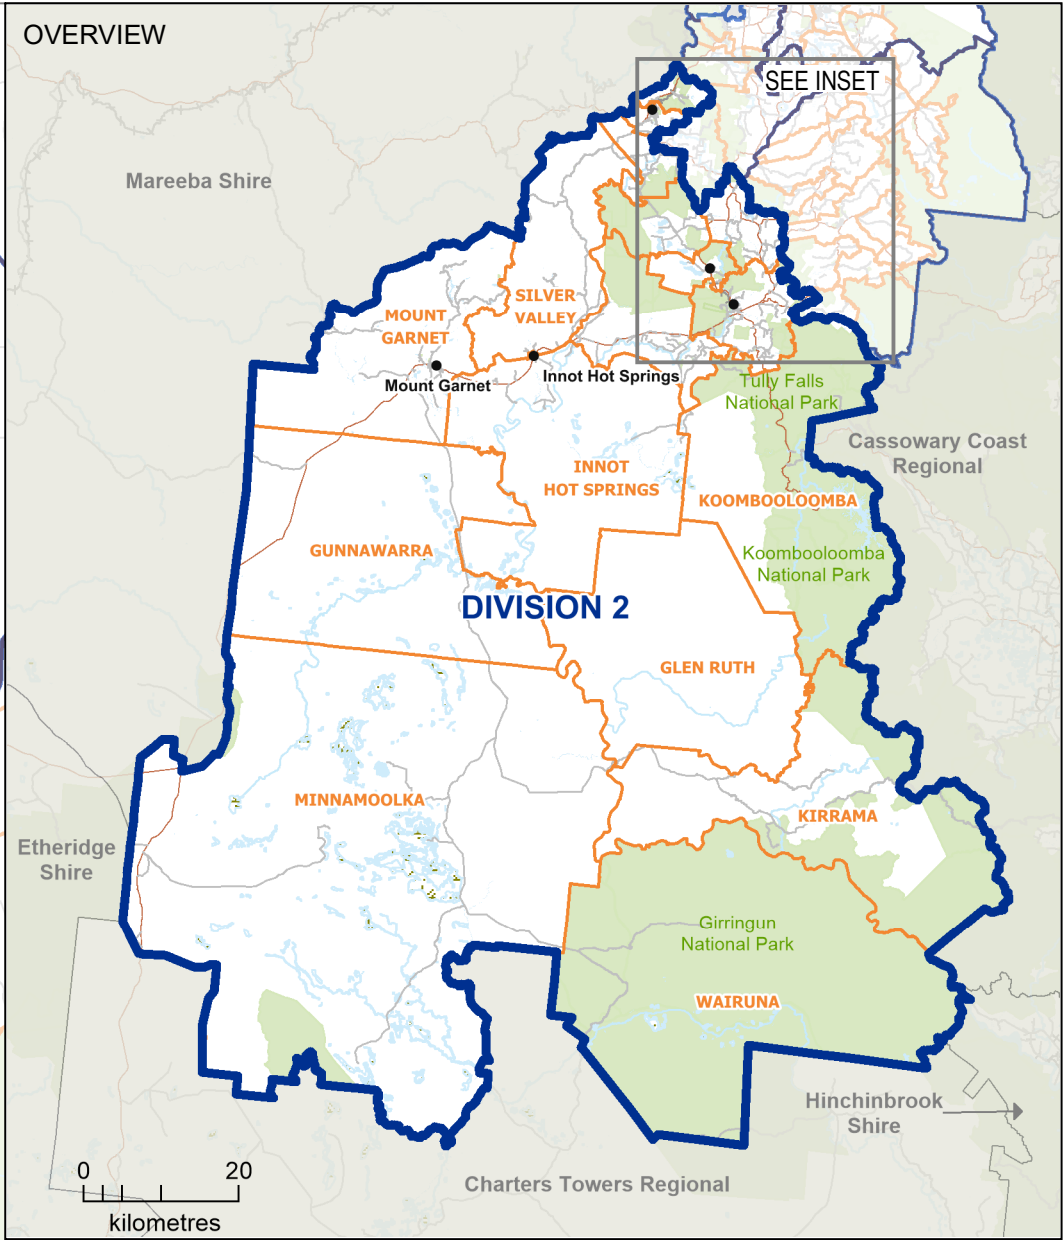 OVERVIEW
SEE INSET
Mareeba Shire
SILVER
VALLEY
MOUNT
GARNET
Innot Hot Springs
Mount Garnet
Tully Falls
National Park
Cassowary Coast
Regional
INNOT
HOT SPRINGS
KOOMBOOLOOMBA
GUNNAWARRA
Koombooloomba
National Park
DIVISION 2
GLEN RUTH
MINNAMOOLKA
KIRRAMA
Etheridge
Shire
Girringun
National Park
WAIRUNA
Hinchinbrook
Shire
0 20
kilometres
Charters Towers Regional